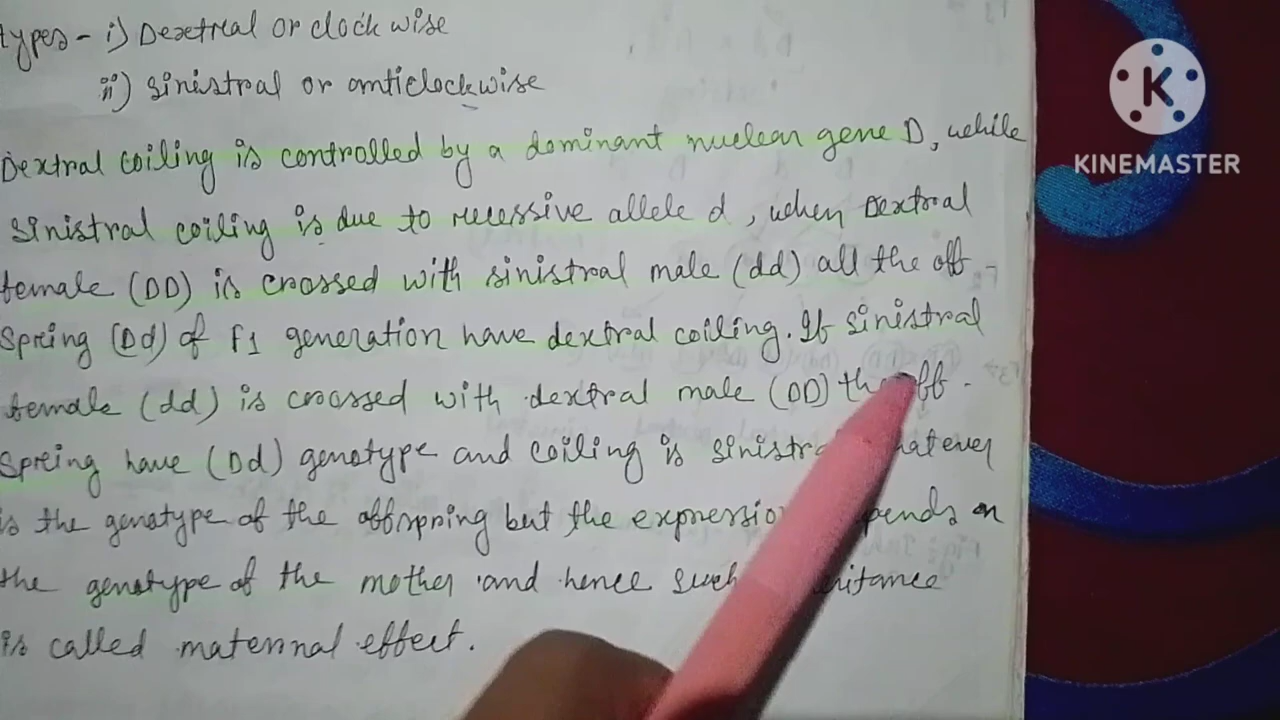 types - i) Dextral or clock wise
ii) Sinistral or anticlockwise
Dextral coiling is controlled by a dominant nuclear gene D, while
sinistral coiling is due to recessive allele d, when Dextral
female (DD) is crossed with sinistral male (dd) all the off-
spring (Dd) of F1 generation have dextral coiling. If sinistral
female (dd) is crossed with dextral male (DD) the off-
spring have (Dd) genotype and coiling is
is the genotype of the offspring but the on
the genotype of the mother and hence such
is called maternal effect.
K
KINEMASTER